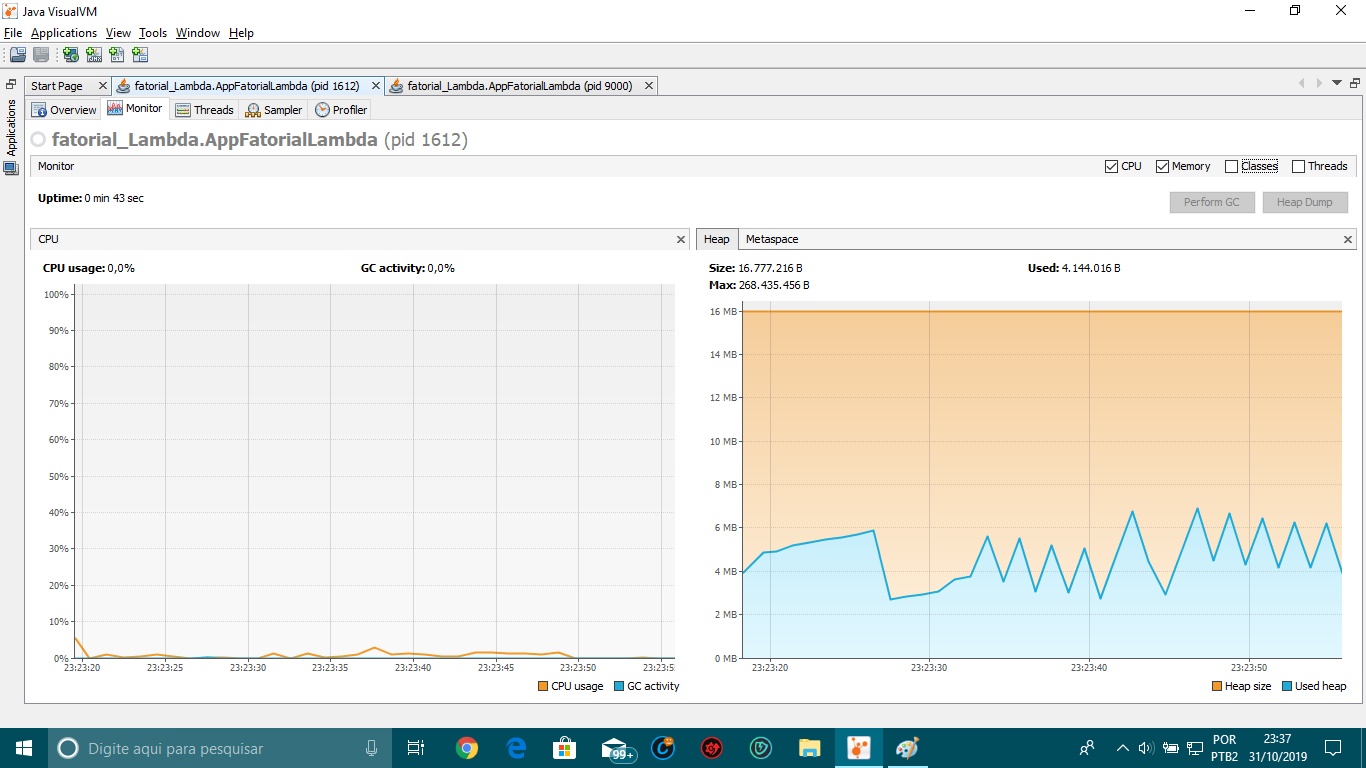 Java VisualVM
File Applications View Tools Window Help
Start Page fatorial_Lambda.AppFatorialLambda (pid 1612) fatorial_Lambda.AppFatorialLambda (pid 9000)
Applications
Overview Monitor Threads Sampler Profiler
fatorial_Lambda.AppFatorialLambda (pid 1612)
Monitor CPU Memory Classes Threads
Uptime: 0 min 43 sec
Perform GC Heap Dump
CPU
CPU usage: 0,0% GC activity: 0,0%
100%
90%
80%
70%
60%
50%
40%
30%
20%
10%
0%
23:23:20 23:23:25 23:23:30 23:23:35 23:23:40 23:23:45 23:23:50 23:23:5
CPU usage GC activity
Heap Metaspace
Size: 16.777.216 B Used: 4.144.016 B
Max: 268.435.456 B
16 MB
14 MB
12 MB
10 MB
8 MB
6 MB
4 MB
2 MB
0 MB
23:23:20 23:23:30 23:23:40 23:23:50
Heap size Used heap
Digite aqui para pesquisar
99+
POR
PTB2
23:37
31/10/2019